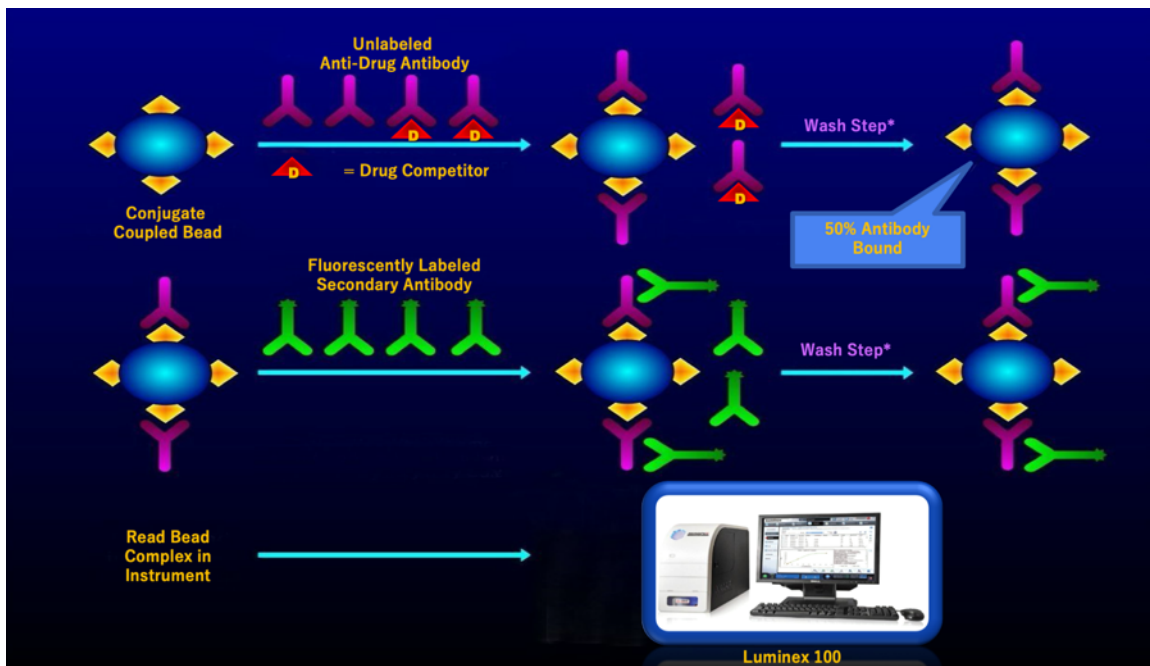 Unlabeled
Anti-Drug Antibody
D
D
D
= Drug Competitor
Conjugate
Coupled Bead
D
D
Wash Step*
50% Antibody
Bound
Fluorescently Labeled
Secondary Antibody
Wash Step*
Read Bead
Complex in
Instrument
Luminex 100